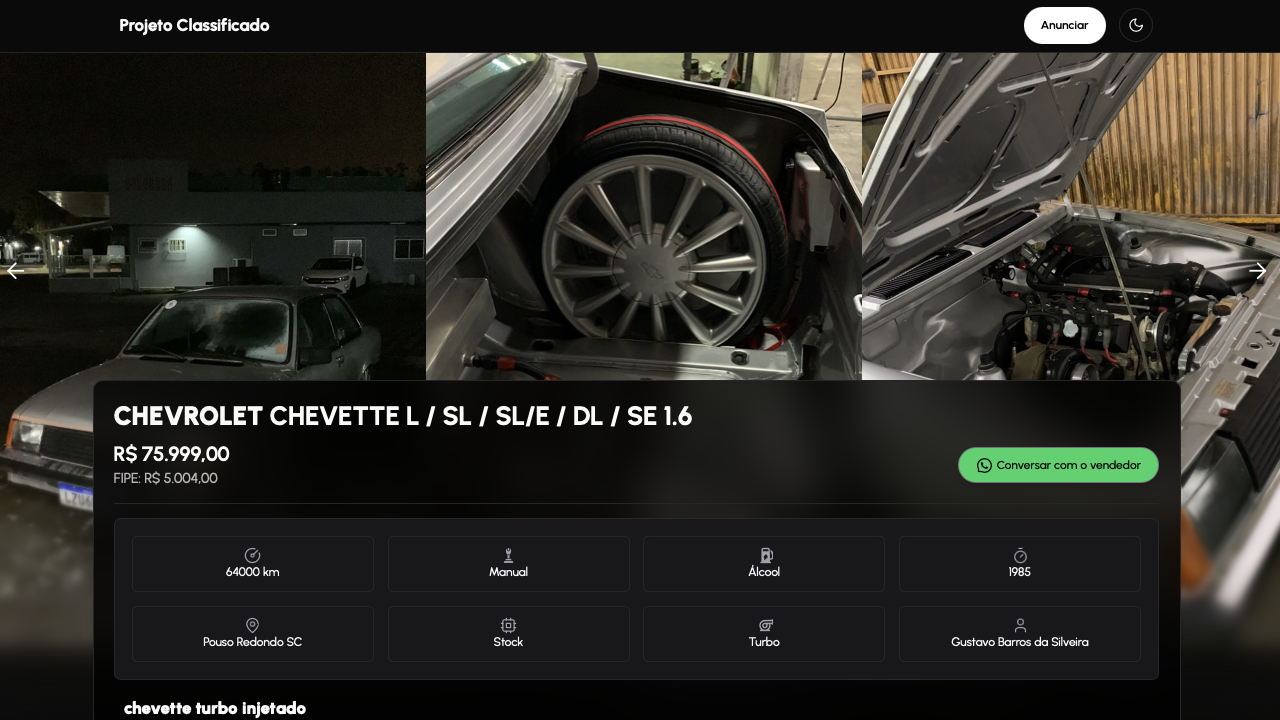 Projeto Classificado
Anunciar
CHEVROLET CHEVETTE L / SL / SL/E / DL / SE 1.6
R$ 75.999,00
FIPE: R$ 5.004,00
Conversar com o vendedor
64000 km
Manual
Álcool
1985
Pouso Redondo SC
Stock
Turbo
Gustavo Barros da Silveira
chevette turbo injetado